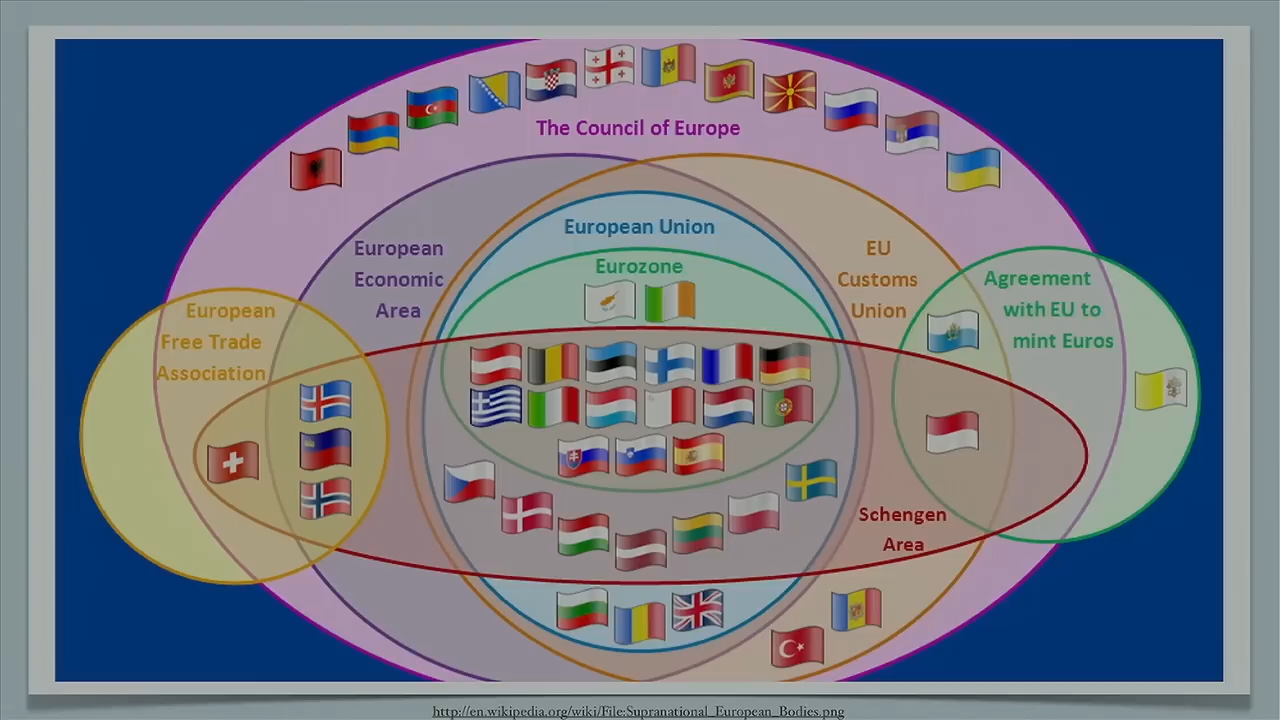 The Council of Europe
European Union
Eurozone
European
Economic
Area
EU
Customs
Union
Agreement
with EU to
mint Euros
European
Free Trade
Association
Schengen
Area
http://en.wikipedia.org/wiki/File:Supranational_European_Bodies.png